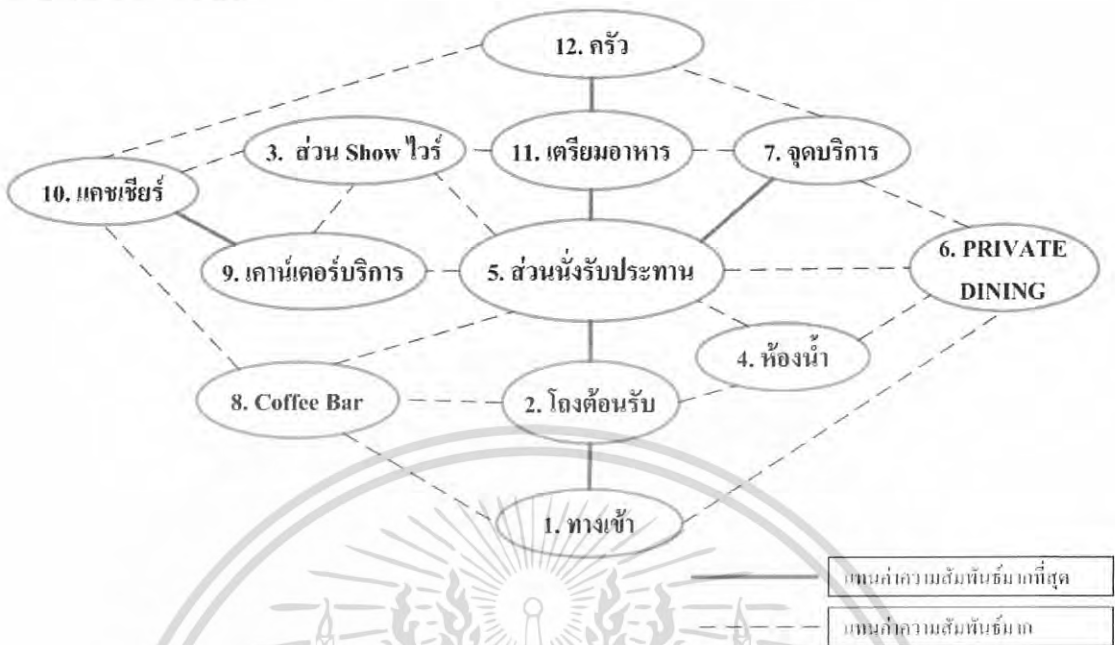 12. ครัว
3. ส่วน Show ไวร์
11. เตรียมอาหาร
7. จุดบริการ
10. แคชเชียร์
9. เคาน์เตอร์บริการ
5. ส่วนนั่งรับประทาน
6. PRIVATE
DINING
4. ห้องน้ำ
8. Coffee Bar
2. โถงต้อนรับ
1. ทางเข้า
แทนค่าความสัมพันธ์มากที่สุด
แทนค่าความสัมพันธ์มาก